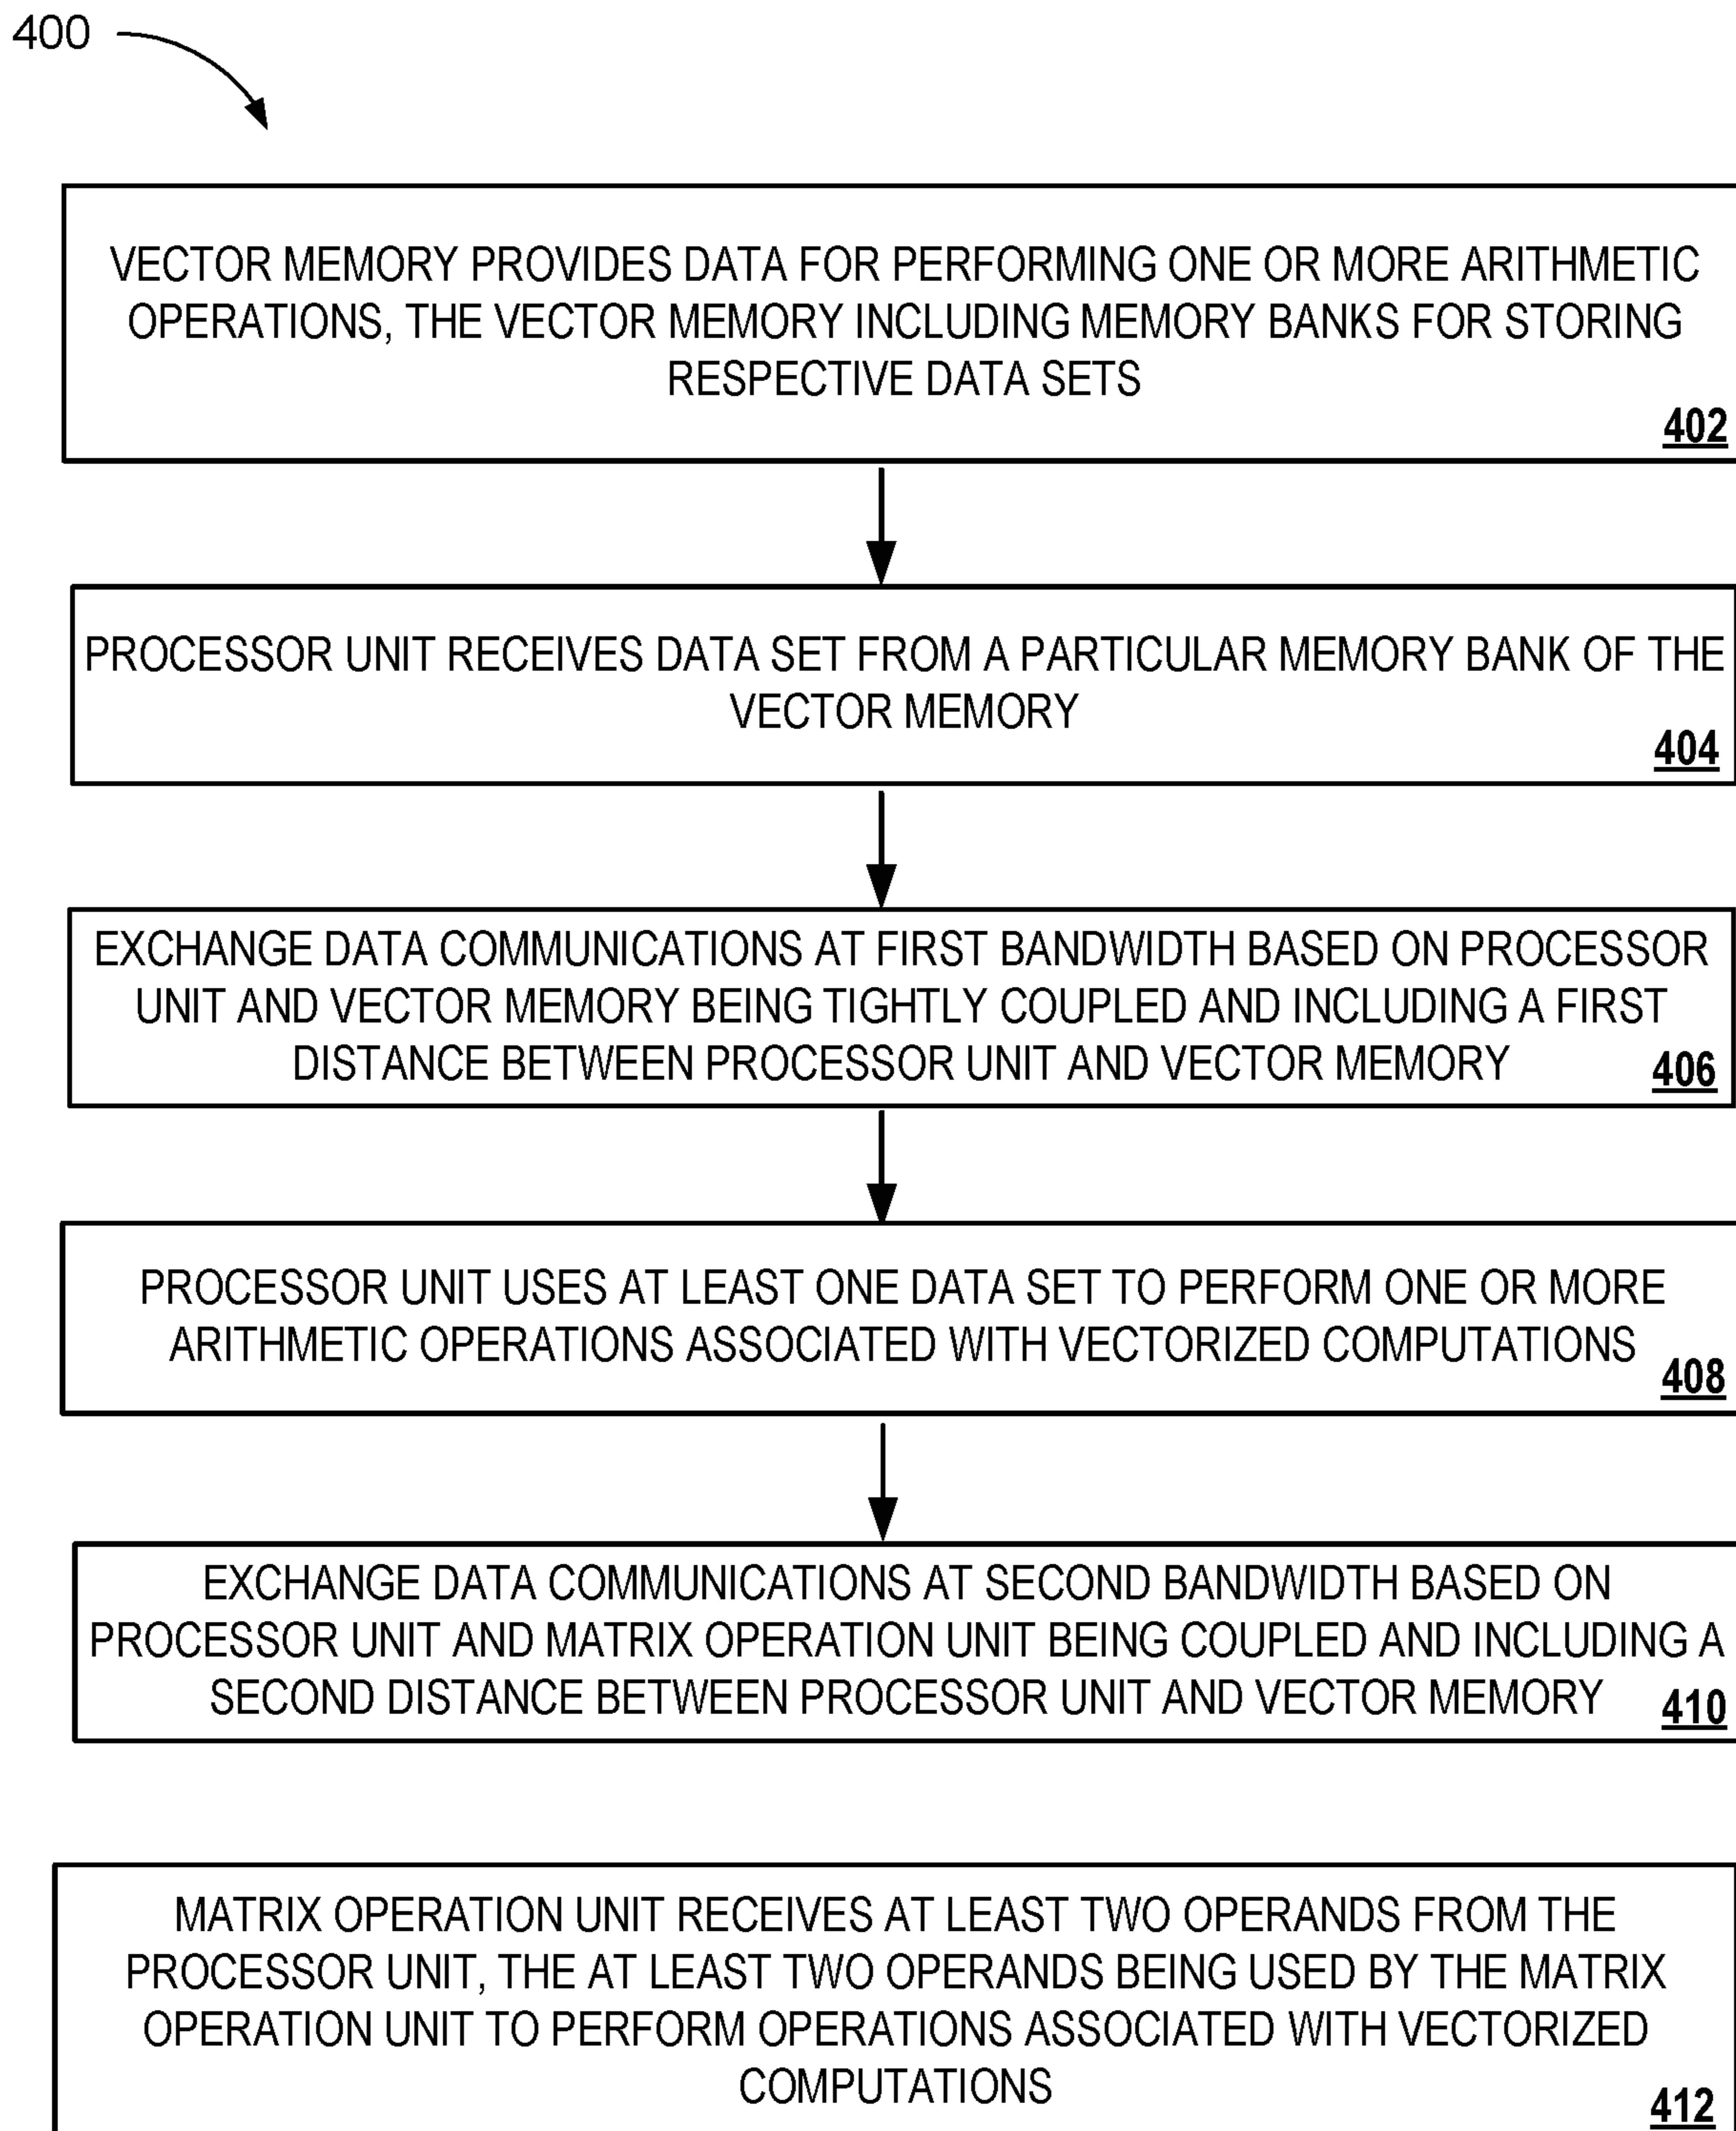 400
VECTOR MEMORY PROVIDES DATA FOR PERFORMING ONE OR MORE ARITHMETIC
OPERATIONS, THE VECTOR MEMORY INCLUDING MEMORY BANKS FOR STORING
RESPECTIVE DATA SETS
402
PROCESSOR UNIT RECEIVES DATA SET FROM A PARTICULAR MEMORY BANK OF THE
VECTOR MEMORY
404
EXCHANGE DATA COMMUNICATIONS AT FIRST BANDWIDTH BASED ON PROCESSOR
UNIT AND VECTOR MEMORY BEING TIGHTLY COUPLED AND INCLUDING A FIRST
DISTANCE BETWEEN PROCESSOR UNIT AND VECTOR MEMORY
406
PROCESSOR UNIT USES AT LEAST ONE DATA SET TO PERFORM ONE OR MORE
ARITHMETIC OPERATIONS ASSOCIATED WITH VECTORIZED COMPUTATIONS
408
EXCHANGE DATA COMMUNICATIONS AT SECOND BANDWIDTH BASED ON
PROCESSOR UNIT AND MATRIX OPERATION UNIT BEING COUPLED AND INCLUDING A
SECOND DISTANCE BETWEEN PROCESSOR UNIT AND VECTOR MEMORY
410
MATRIX OPERATION UNIT RECEIVES AT LEAST TWO OPERANDS FROM THE
PROCESSOR UNIT, THE AT LEAST TWO OPERANDS BEING USED BY THE MATRIX
OPERATION UNIT TO PERFORM OPERATIONS ASSOCIATED WITH VECTORIZED
COMPUTATIONS
412